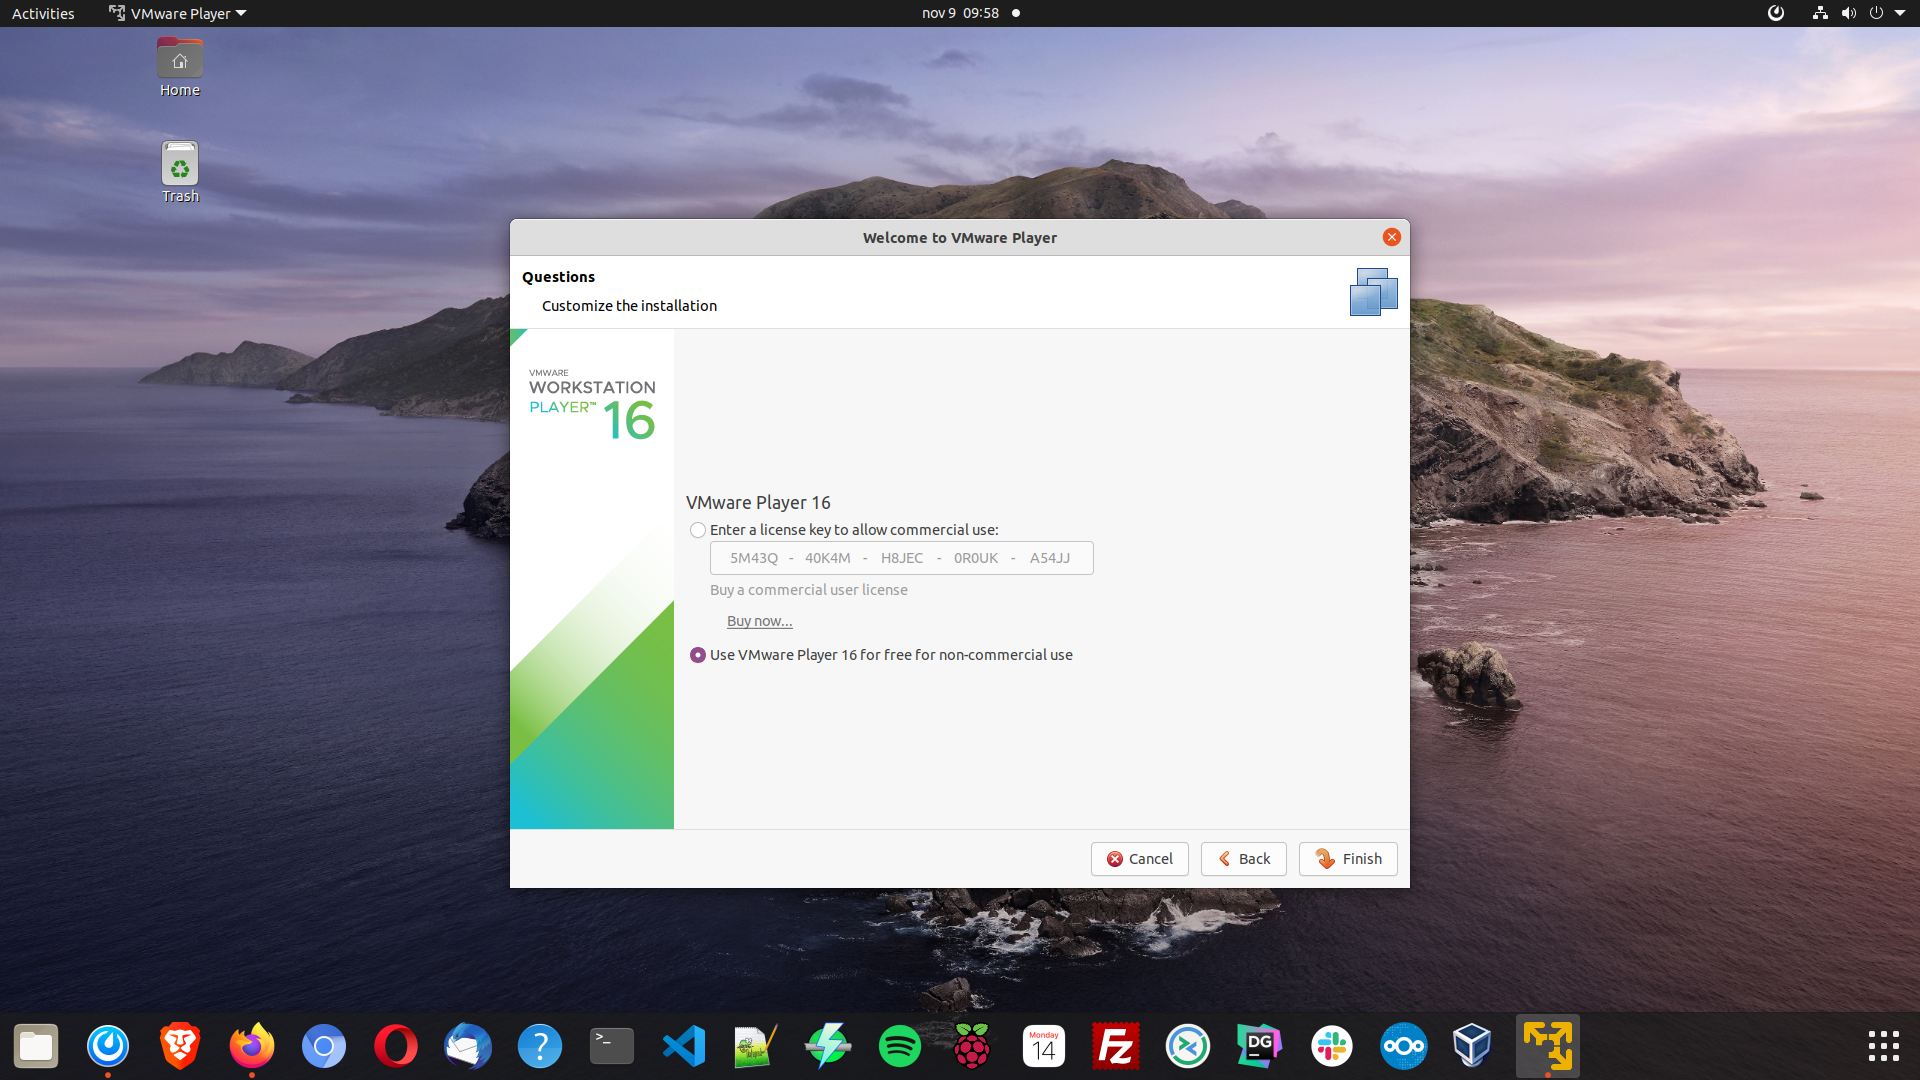 Activities
VMware Player
nov 9 09:58
Home
Trash
Welcome to VMware Player
Questions
Customize the installation
VMWARE
WORKSTATION
PLAYER™ 16
VMware Player 16
Enter a license key to allow commercial use:
5M43Q - 40K4M - H8JEC - 0R0UK - A54JJ
Buy a commercial user license
Buy now...
Use VMware Player 16 for free for non-commercial use
Cancel
Back
Finish
?
>_
Monday
14
Fz
DG